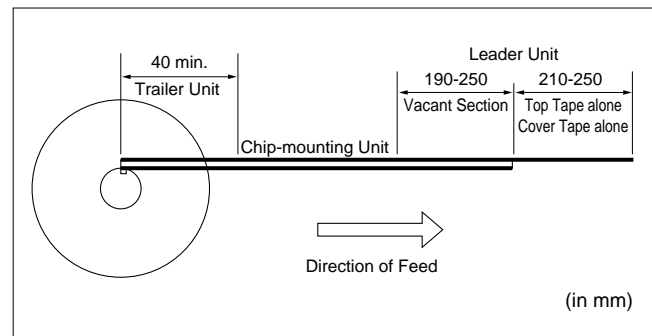 Leader Unit
40 min.
190-250
210-250
Trailer Unit
Vacant Section
Top Tape alone
Cover Tape alone
Chip-mounting Unit
Direction of Feed
(in mm)